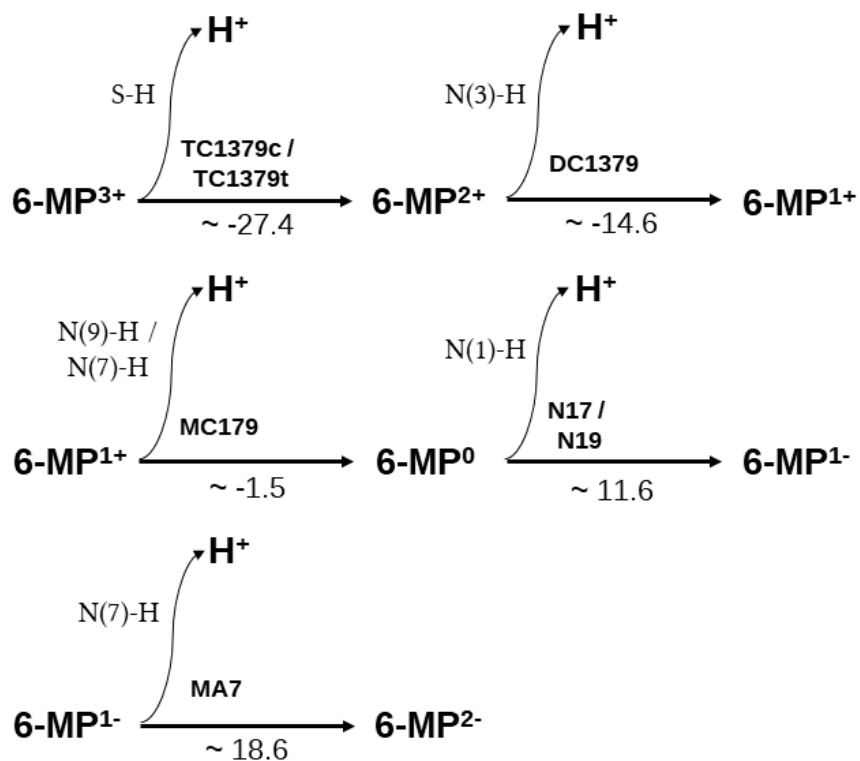 H⁺ H⁺
S-H N(3)-H
TC1379c / DC1379
TC1379t
6-MP³⁺ 6-MP²⁺ 6-MP¹⁺
~ -27.4 ~ -14.6
H⁺ H⁺
N(9)-H / N(1)-H
N(7)-H
MC179 N17 /
N19
6-MP¹⁺ 6-MP⁰ 6-MP¹⁻
~ -1.5 ~ 11.6
H⁺
N(7)-H
MA7
6-MP¹⁻ 6-MP²⁻
~ 18.6